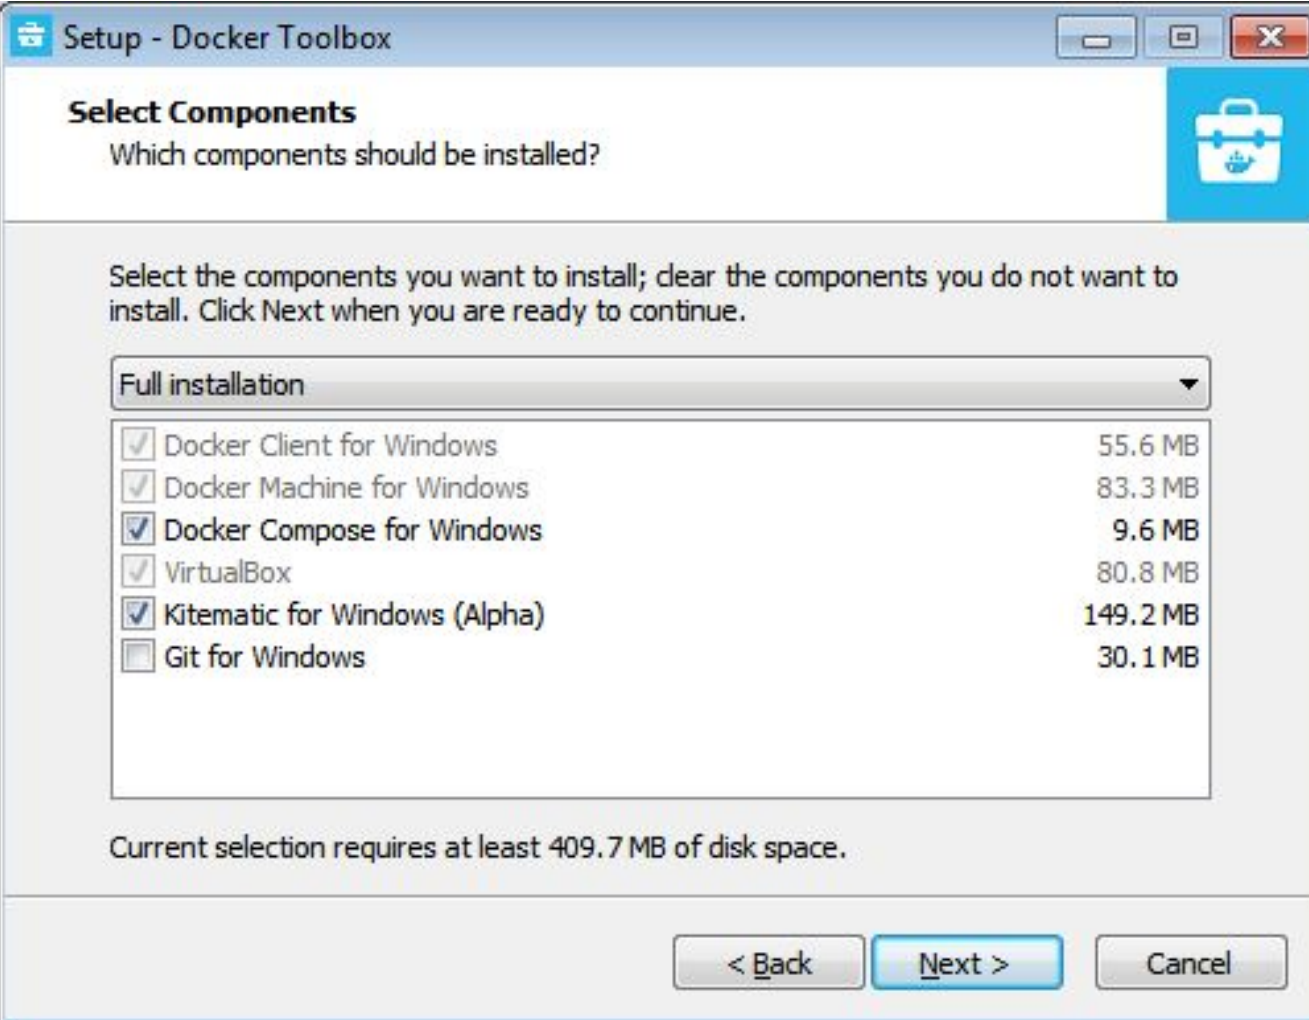 Setup - Docker Toolbox
Select Components
Which components should be installed?
Select the components you want to install; clear the components you do not want to
install. Click Next when you are ready to continue.
Full installation
Docker Client for Windows 55.6 MB
Docker Machine for Windows 83.3 MB
Docker Compose for Windows 9.6 MB
VirtualBox 80.8 MB
Kitematic for Windows (Alpha) 149.2 MB
Git for Windows 30.1 MB
Current selection requires at least 409.7 MB of disk space.
< Back Next > Cancel